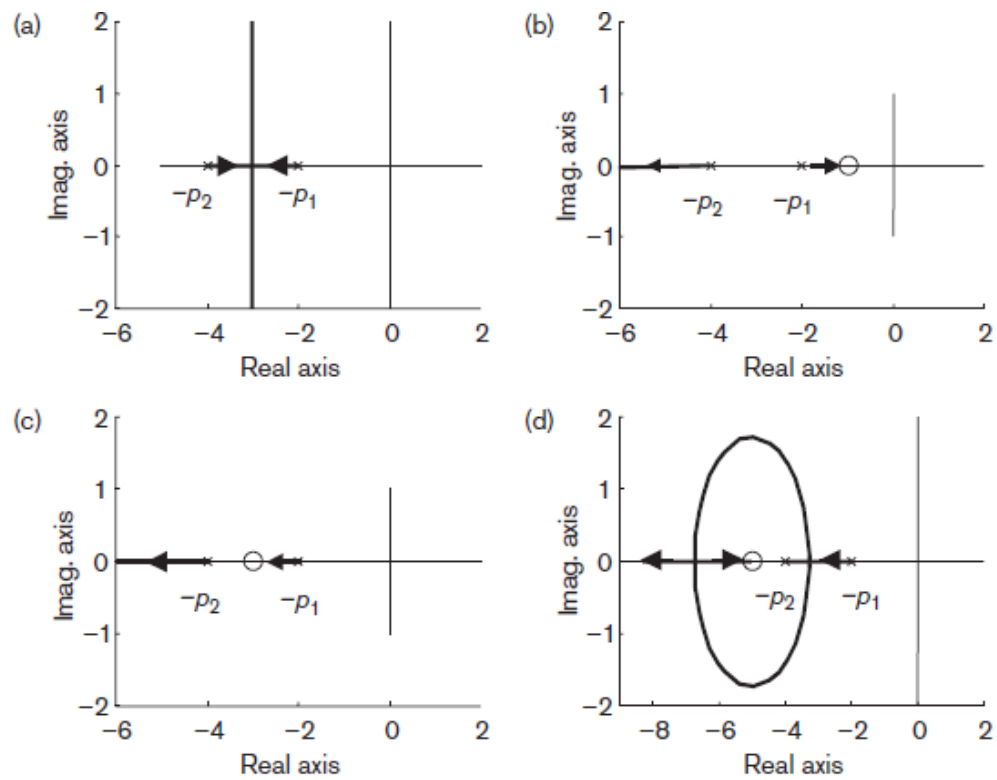 (a)
2
1
0
−1
−2
Imag. axis
−p₂
−p₁
−6 −4 −2 0 2
Real axis
(b)
2
1
0
−1
−2
Imag. axis
−p₂
−p₁
−6 −4 −2 0 2
Real axis
(c)
2
1
0
−1
−2
Imag. axis
−p₂
−p₁
−6 −4 −2 0 2
Real axis
(d)
2
1
0
−1
−2
Imag. axis
−p₂
−p₁
−8 −6 −4 −2 0 2
Real axis